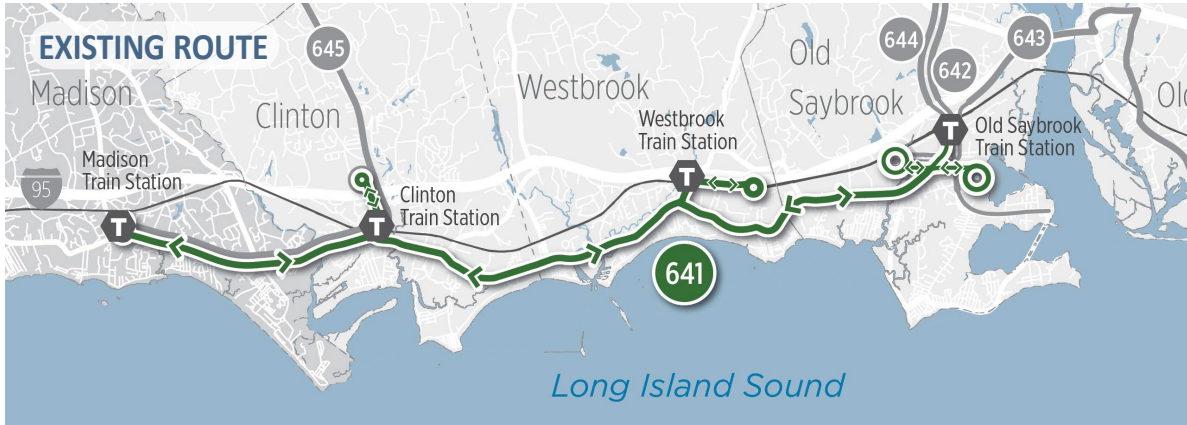 EXISTING ROUTE
645
644
643
642
Old
Saybrook
Westbrook
Madison
Clinton
Old
Westbrook
Train Station
Old Saybrook
Train Station
Madison
Train Station
95
Clinton
Train Station
T
T
T
T
641
Long Island Sound